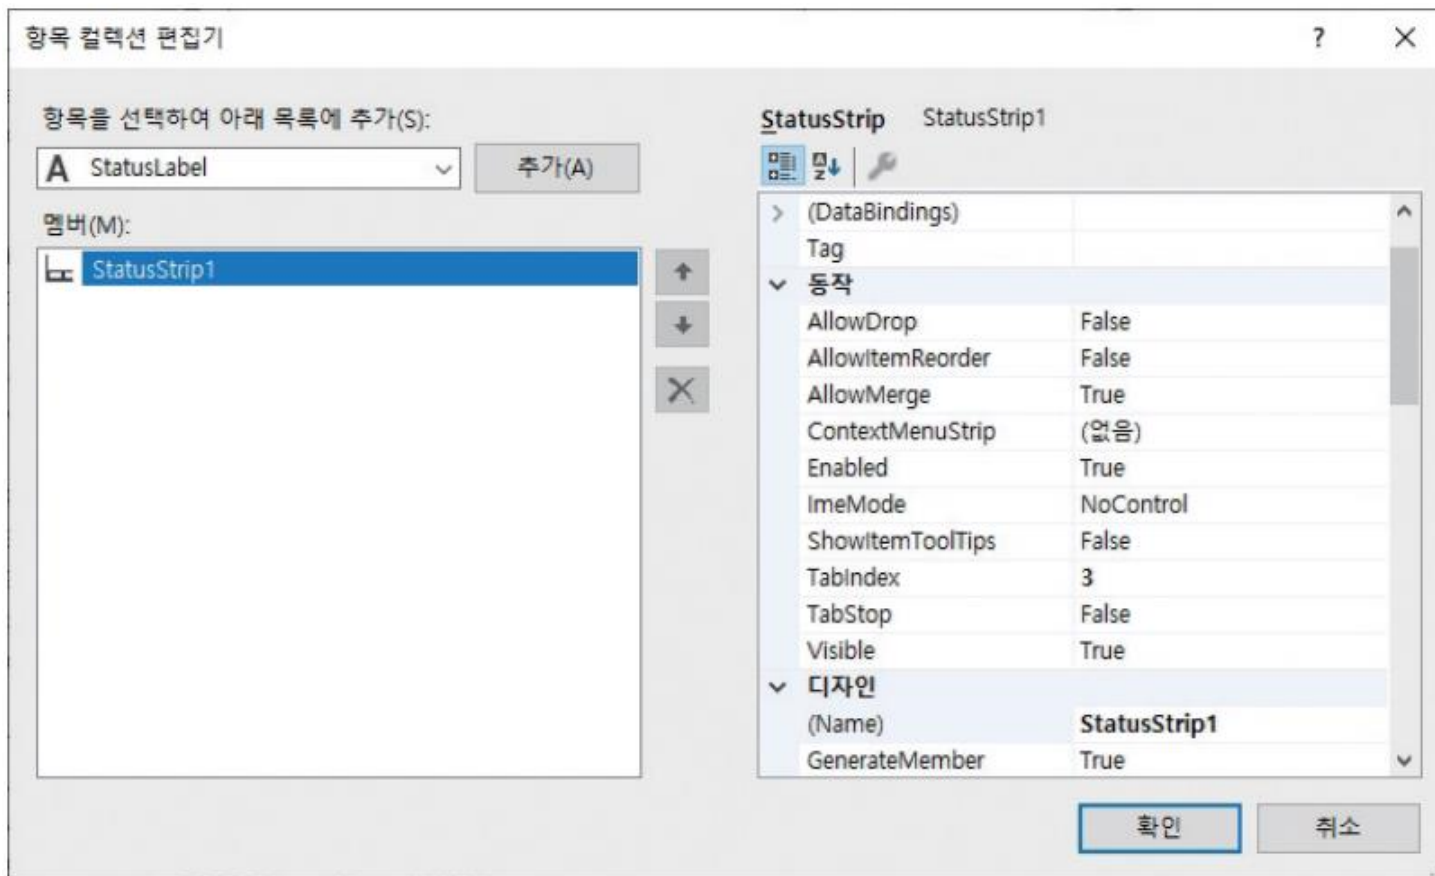 항목 컬렉션 편집기
?
항목을 선택하여 아래 목록에 추가(S):
StatusLabel
추가(A)
멤버(M):
StatusStrip1
StatusStrip StatusStrip1
(DataBindings)
Tag
동작
AllowDrop False
AllowItemReorder False
AllowMerge True
ContextMenuStrip (없음)
Enabled True
ImeMode NoControl
ShowItemToolTips False
TabIndex 3
TabStop False
Visible True
디자인
(Name) StatusStrip1
GenerateMember True
확인 취소